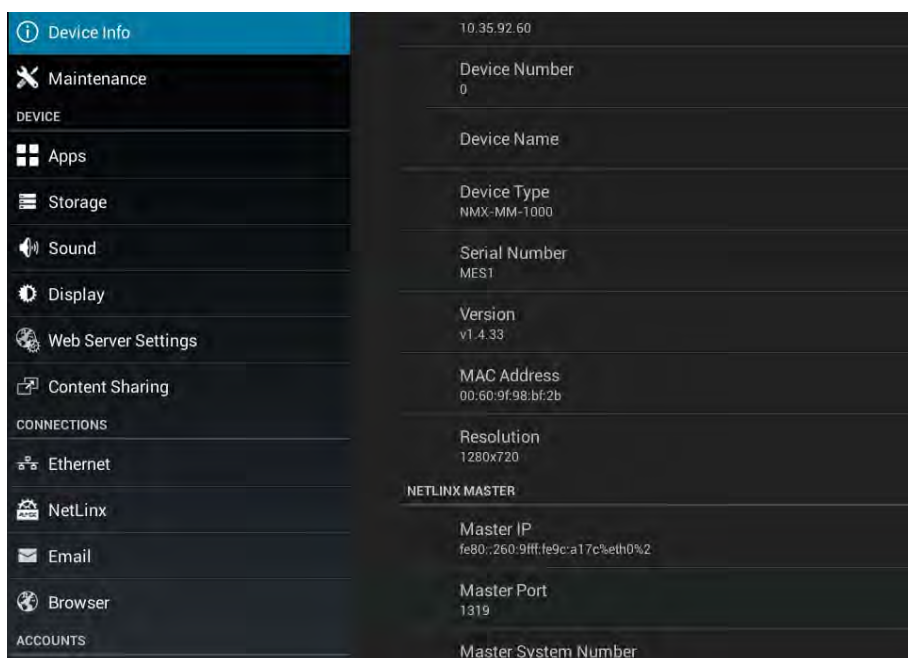 Device Info
Maintenance
DEVICE
Apps
Storage
Sound
Display
Web Server Settings
Content Sharing
CONNECTIONS
Ethernet
NetLinx
Email
Browser
ACCOUNTS
10.35.92.60
Device Number
0
Device Name
Device Type
NMX-MM-1000
Serial Number
MES1
Version
v1.4.33
MAC Address
00:60:9f:98:bf:2b
Resolution
1280x720
NETLINX MASTER
Master IP
fe80::260:9fff:fe9c:a17c%eth0%2
Master Port
1319
Master System Number